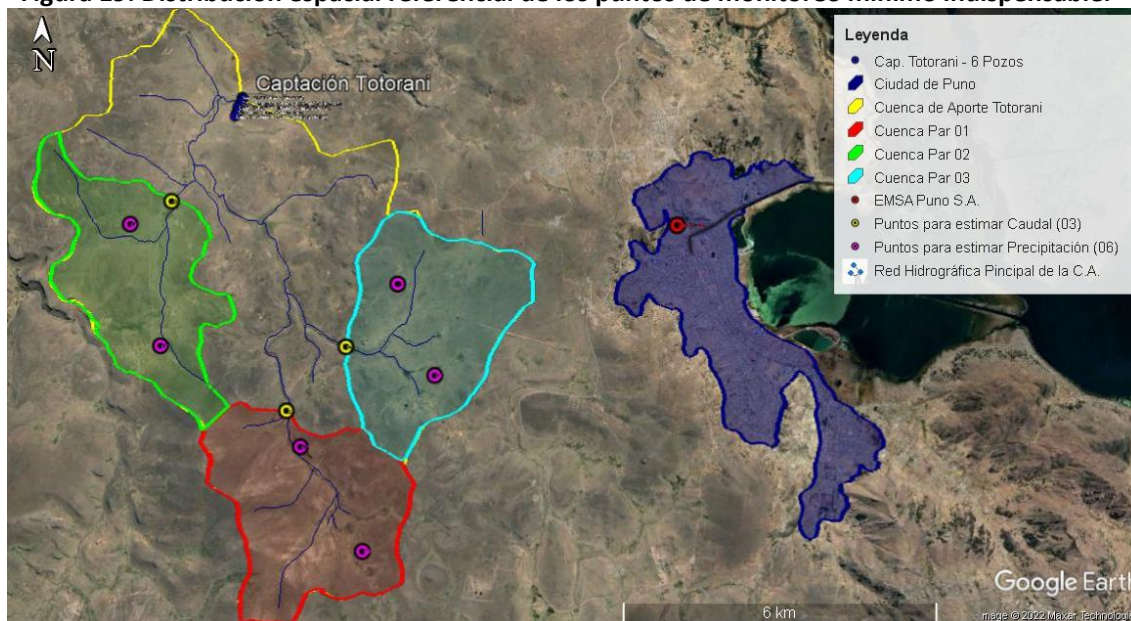 Figura 19. Distribución espacial referencial de los puntos de monitoreo mínimo indispensable.
N
Captación Totorani
Leyenda
Cap. Totorani - 6 Pozos
Ciudad de Puno
Cuenca de Aporte Totorani
Cuenca Par 01
Cuenca Par 02
Cuenca Par 03
EMSA Puno S.A.
Puntos para estimar Caudal (03)
Puntos para estimar Precipitación (06)
Red Hidrográfica Pincipal de la C.A.
Google Earth
6 km
mage © 2022 Maxar Technologie